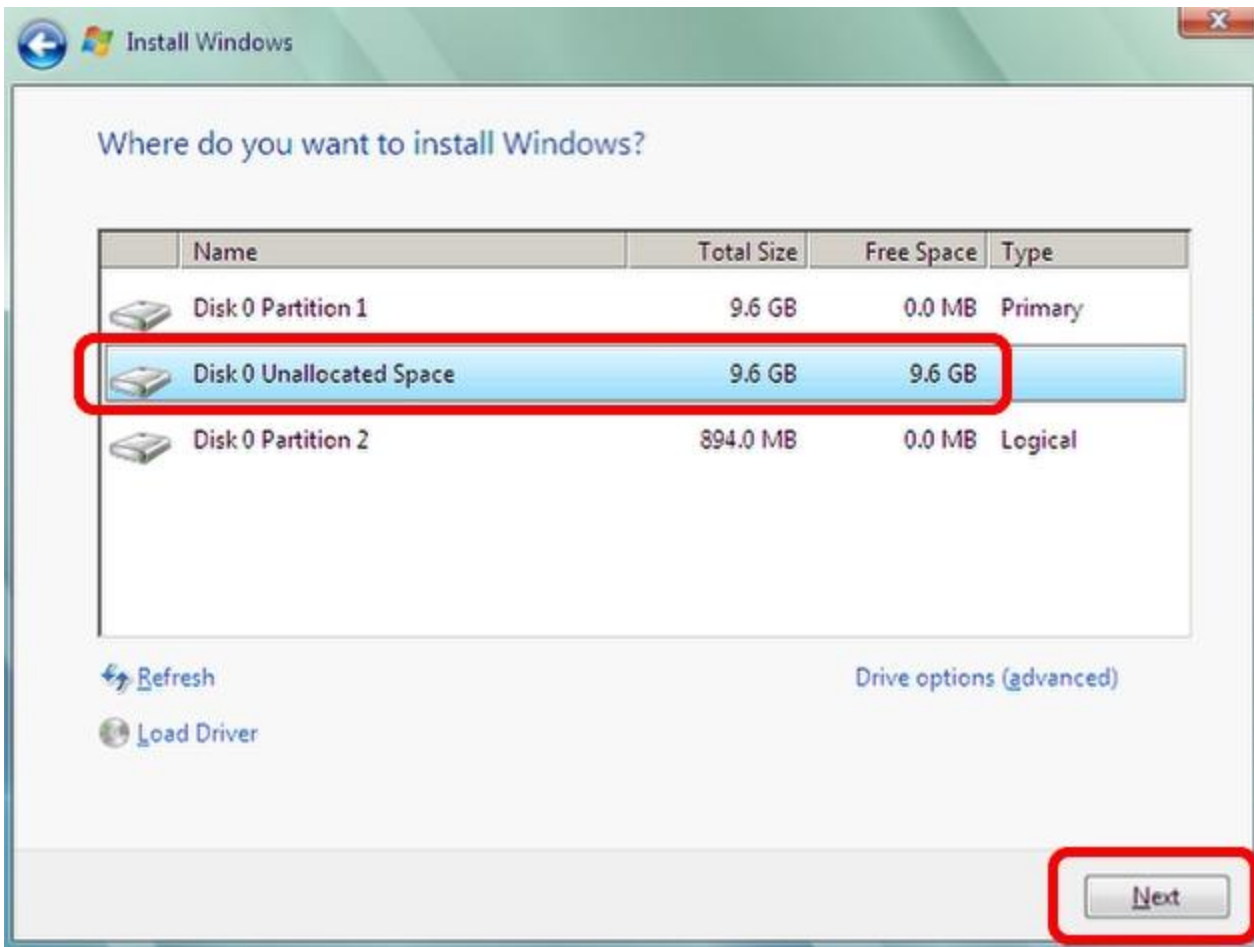 Install Windows
Where do you want to install Windows?
Name Total Size Free Space Type
Disk 0 Partition 1 9.6 GB 0.0 MB Primary
Disk 0 Unallocated Space 9.6 GB 9.6 GB
Disk 0 Partition 2 894.0 MB 0.0 MB Logical
Refresh Drive options (advanced)
Load Driver
Next